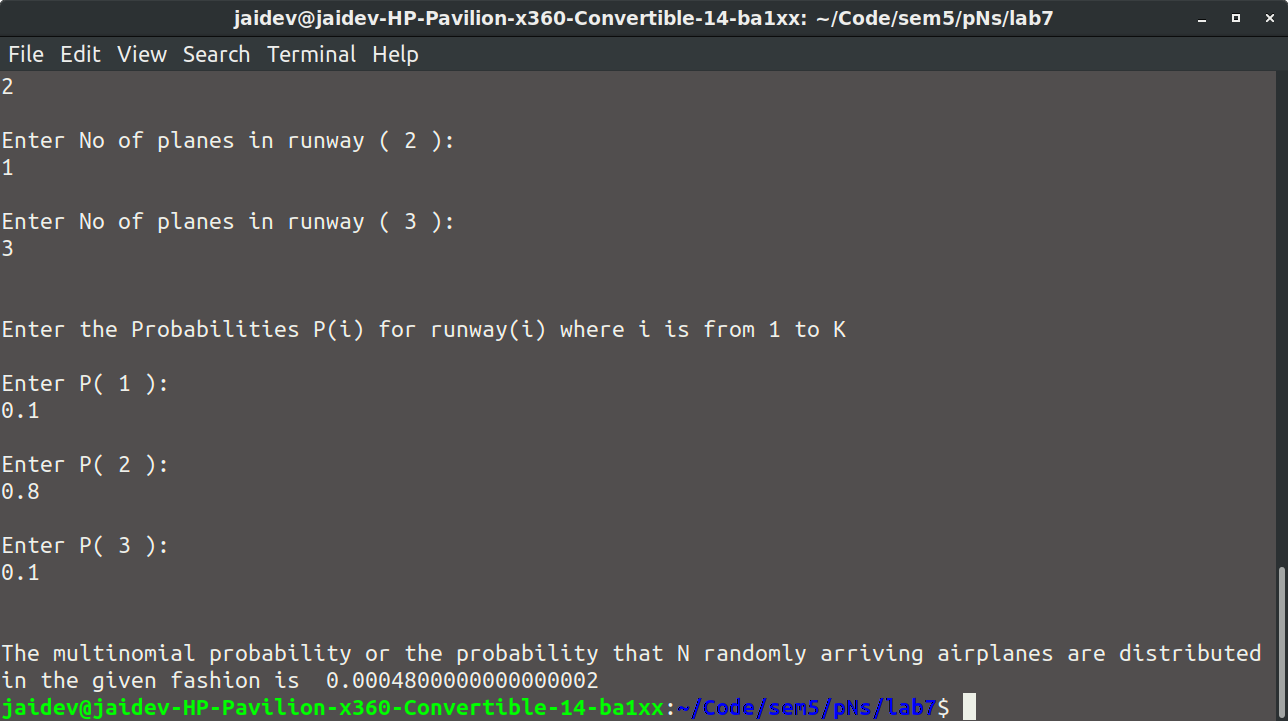 jaidev@jaidev-HP-Pavilion-x360-Convertible-14-ba1xx: ~/Code/sem5/pNs/lab7
File Edit View Search Terminal Help
2
Enter No of planes in runway ( 2 ):
1
Enter No of planes in runway ( 3 ):
3
Enter the Probabilities P(i) for runway(i) where i is from 1 to K
Enter P( 1 ):
0.1
Enter P( 2 ):
0.8
Enter P( 3 ):
0.1
The multinomial probability or the probability that N randomly arriving airplanes are distributed
in the given fashion is  0.0004800000000000002
jaidev@jaidev-HP-Pavilion-x360-Convertible-14-ba1xx:~/Code/sem5/pNs/lab7$